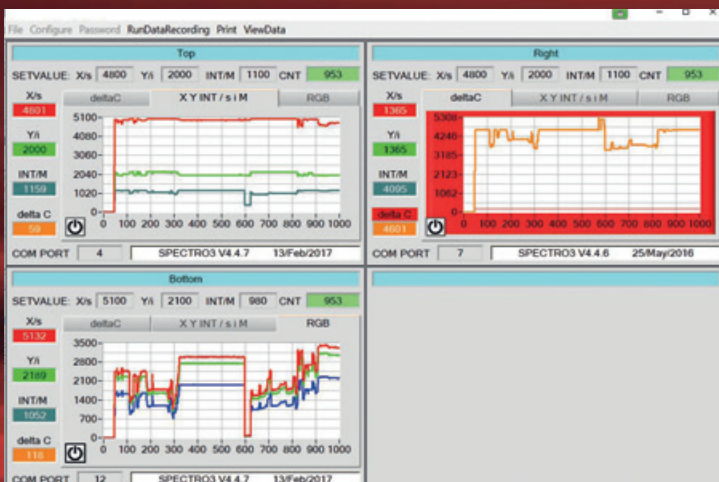 File Configure Password RunDataRecording Print ViewData
Top
SETVALUE: X/s 4800 Y/i 2000 INT/M 1100 CNT 953
X/s
4801
Y/i
2000
INT/M
1159
delta C
59
deltaC X Y INT / s i M RGB
5100
4080
3060
2040
1020
0
0 100 200 300 400 500 600 700 800 900 1000
COM PORT 4 SPECTRO3 V4.4.7 13/Feb/2017
Right
SETVALUE: X/s 4800 Y/i 2000 INT/M 1100 CNT 953
X/s
1365
Y/i
1365
INT/M
4095
delta C
4601
deltaC X Y INT / s i M RGB
5308
4246
3185
2123
1062
0
0 100 200 300 400 500 600 700 800 900 1000
COM PORT 7 SPECTRO3 V4.4.6 25/May/2016
Bottom
SETVALUE: X/s 5100 Y/i 2100 INT/M 980 CNT 953
X/s
5132
Y/i
2189
INT/M
1052
delta C
118
deltaC X Y INT / s i M RGB
3500
2800
2100
1400
700
0
0 100 200 300 400 500 600 700 800 900 1000
COM PORT 12 SPECTRO3 V4.4.7 13/Feb/2017